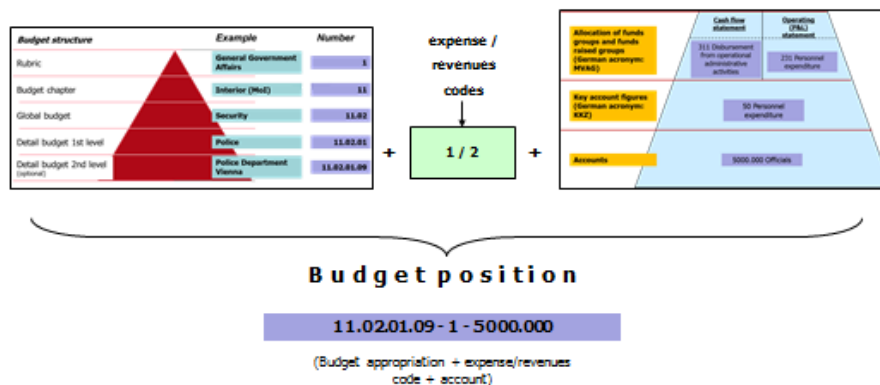 Budget structure Example Number
Rubric General Government Affairs 1
Budget chapter Interior (MoI) 11
Global budget Security 11.02
Detail budget 1st level Police 11.02.01
Detail budget 2nd level (optional) Police Department Vienna 11.02.01.09
+
expense /
revenues
codes
1 / 2
+
Cash flow statement
Operating (P&L) statement
Allocation of funds
groups and funds
raised groups
(German acronym:
MVAG)
311 Disbursement
from operational
administrative
activities
231 Personnel
expenditure
Key account figures
(German acronym:
KKZ)
50 Personnel
expenditure
Accounts
5000.000 Officials
Budget position
11.02.01.09 - 1 - 5000.000
(Budget appropriation + expense/revenues
code + account)